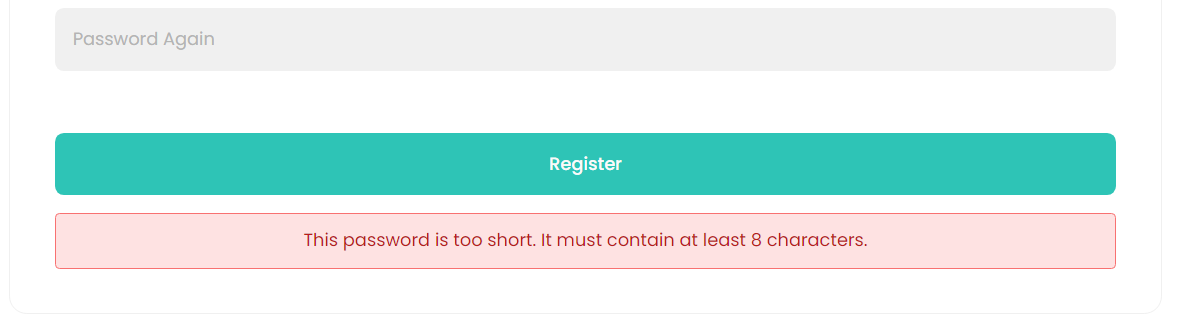 Password Again
Register
This password is too short. It must contain at least 8 characters.